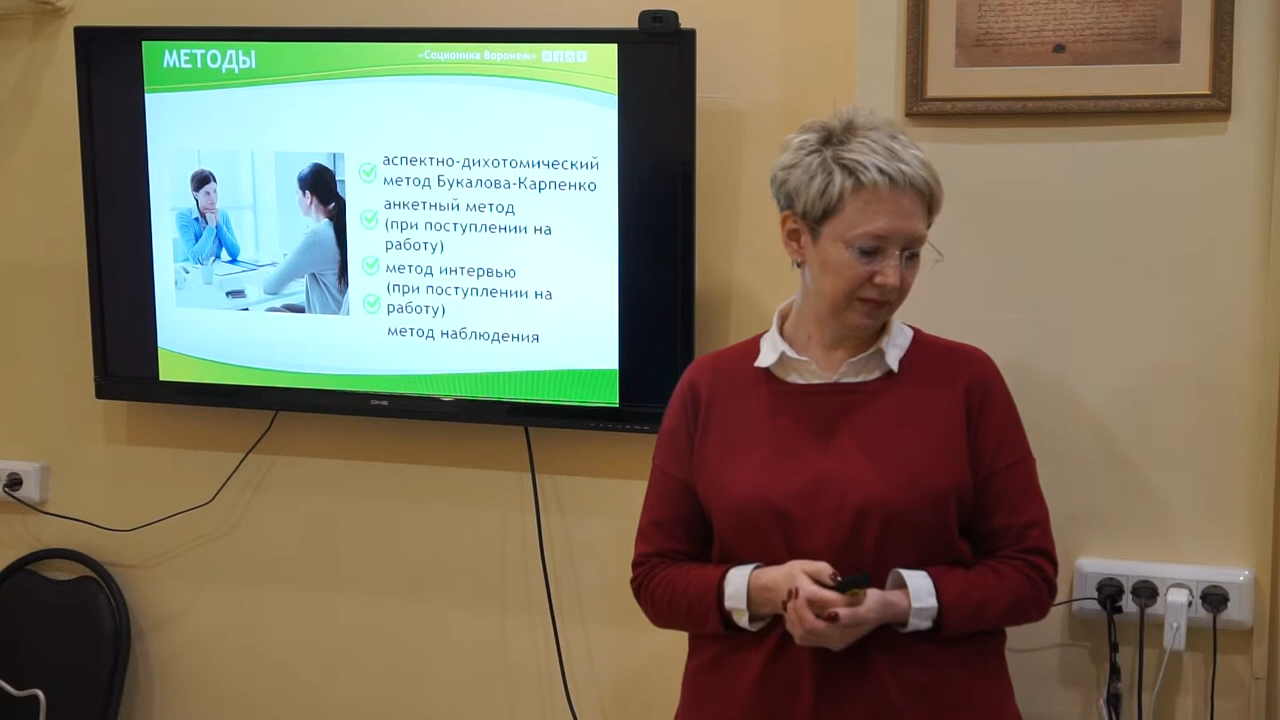 МЕТОДЫ
«Соционика Воронеж»
аспектно-дихотомический
метод Букалова-Карпенко
анкетный метод
(при поступлении на
работу)
метод интервью
(при поступлении на
работу)
метод наблюдения